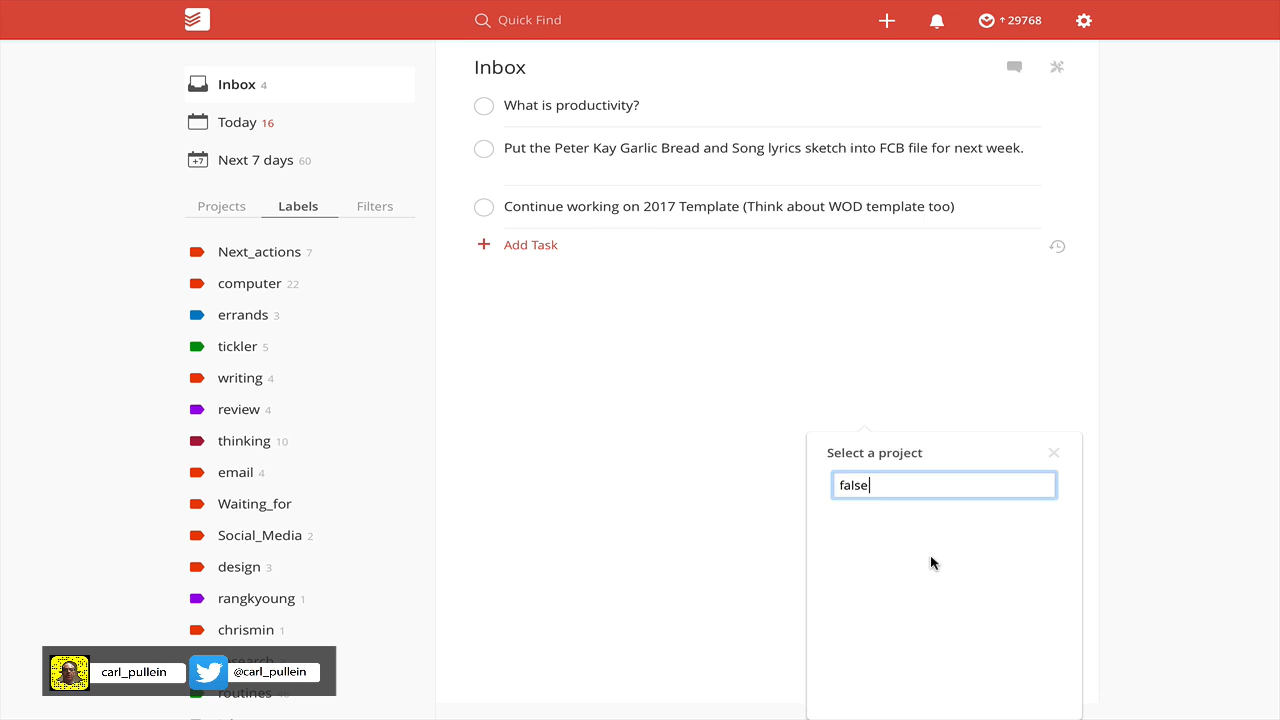 Quick Find
29768
Inbox 4
Today 16
+7 Next 7 days 60
Projects Labels Filters
Next_actions 7
computer 22
errands 3
tickler 5
writing 4
review 4
thinking 10
email 4
Waiting_for
Social_Media 2
design 3
rangkyoung 1
chrismin 1
routines
Inbox
What is productivity?
Put the Peter Kay Garlic Bread and Song lyrics sketch into FCB file for next week.
Continue working on 2017 Template (Think about WOD template too)
+ Add Task
Select a project
false
carl_pullein
@carl_pullein